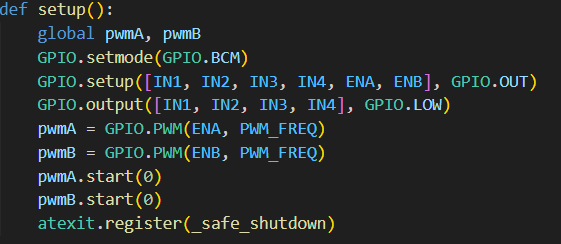 def setup():
    global pwmA, pwmB
    GPIO.setmode(GPIO.BCM)
    GPIO.setup([IN1, IN2, IN3, IN4, ENA, ENB], GPIO.OUT)
    GPIO.output([IN1, IN2, IN3, IN4], GPIO.LOW)
    pwmA = GPIO.PWM(ENA, PWM_FREQ)
    pwmB = GPIO.PWM(ENB, PWM_FREQ)
    pwmA.start(0)
    pwmB.start(0)
    atexit.register(_safe_shutdown)